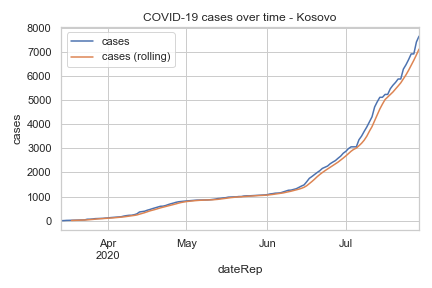 COVID-19 cases over time - Kosovo
cases
cases (rolling)
8000
7000
6000
5000
4000
3000
2000
1000
0
cases
Apr
2020
May
Jun
Jul
dateRep